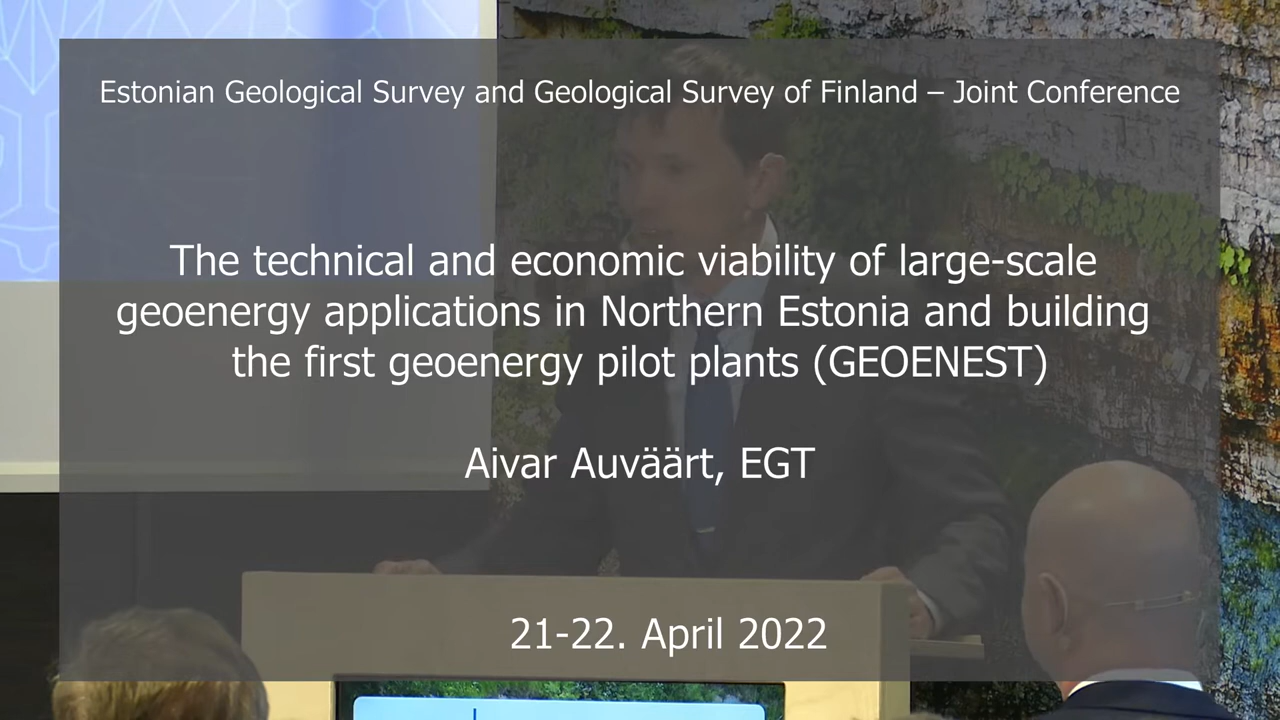 Estonian Geological Survey and Geological Survey of Finland – Joint Conference
The technical and economic viability of large-scale
geoenergy applications in Northern Estonia and building
the first geoenergy pilot plants (GEOENEST)
Aivar Auväärt, EGT
21-22. April 2022